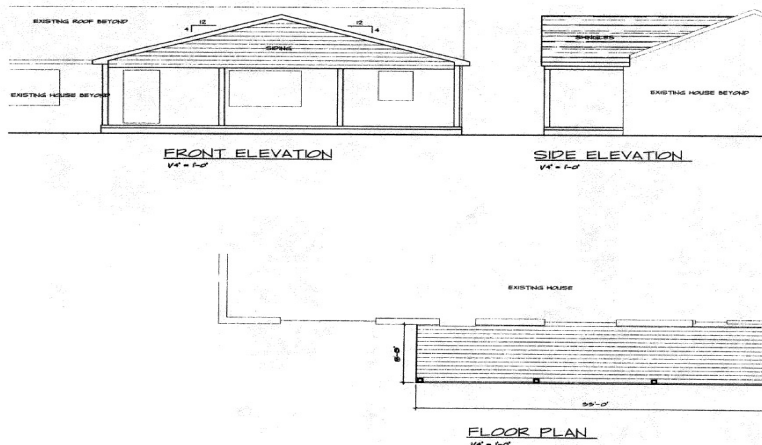 EXISTING ROOF BEYOND
4
12
12
4
SIDING
EXISTING HOUSE BEYOND
FRONT ELEVATION
1/4" = 1'-0"
SHINGLES
EXISTING HOUSE BEYOND
SIDE ELEVATION
1/4" = 1'-0"
EXISTING HOUSE
FLOOR PLAN
1/4" = 1'-0"